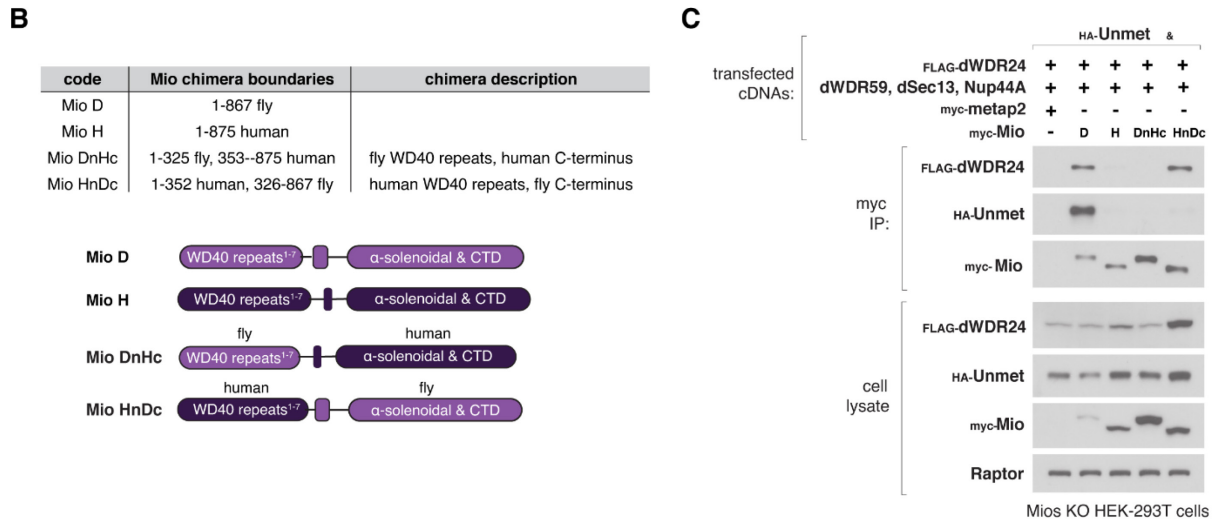 B
code Mio chimera boundaries chimera description
Mio D 1-867 fly
Mio H 1-875 human
Mio DnHc 1-325 fly, 353--875 human fly WD40 repeats, human C-terminus
Mio HnDc 1-352 human, 326-867 fly human WD40 repeats, fly C-terminus
Mio D WD40 repeats1-7 α-solenoidal & CTD
Mio H WD40 repeats1-7 α-solenoidal & CTD
fly human
Mio DnHc WD40 repeats1-7 α-solenoidal & CTD
human fly
Mio HnDc WD40 repeats1-7 α-solenoidal & CTD
C
HA-Unmet &
transfected
cDNAs:
FLAG-dWDR24 + + + + +
dWDR59, dSec13, Nup44A + + + + +
myc-metap2 + - - - -
myc-Mio - D H DnHc HnDc
myc
IP:
FLAG-dWDR24
HA-Unmet
myc-Mio
cell
lysate
FLAG-dWDR24
HA-Unmet
myc-Mio
Raptor
Mios KO HEK-293T cells